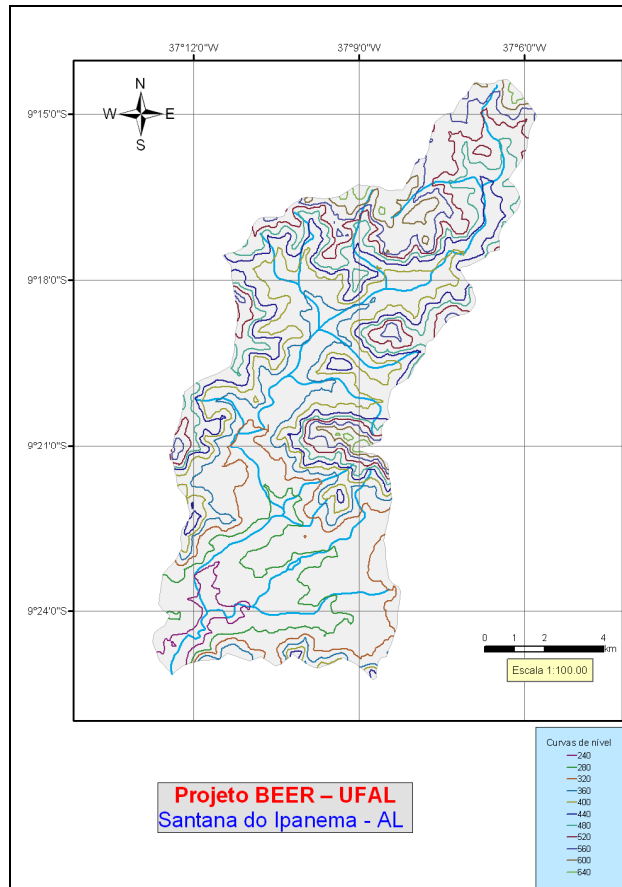 37°12'0"W 37°9'0"W 37°6'0"W
N
W E
S
9°15'0"S
9°18'0"S
9°21'0"S
9°24'0"S
0 1 2 4
km
Escala 1:100.00
Curvas de nível
240
280
320
360
400
440
480
520
560
600
640
Projeto BEER – UFAL
Santana do Ipanema - AL